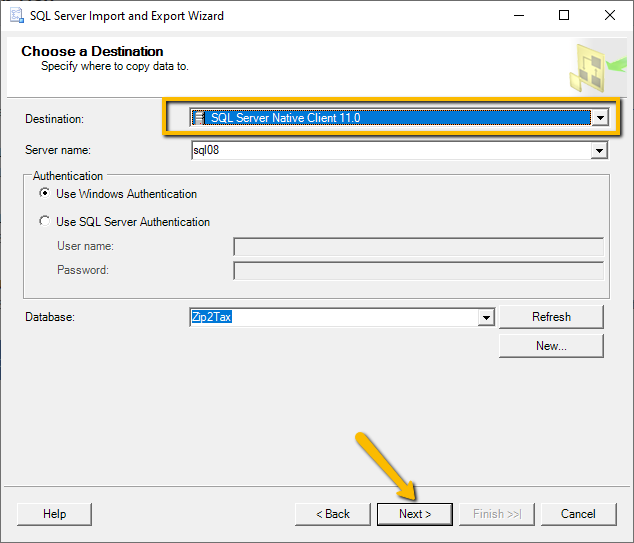 SQL Server Import and Export Wizard
Choose a Destination
Specify where to copy data to.
Destination:
SQL Server Native Client 11.0
Server name:
sql08
Authentication
Use Windows Authentication
Use SQL Server Authentication
User name:
Password:
Database:
Zip2Tax
Refresh
New...
Help
< Back
Next >
Finish >>|
Cancel